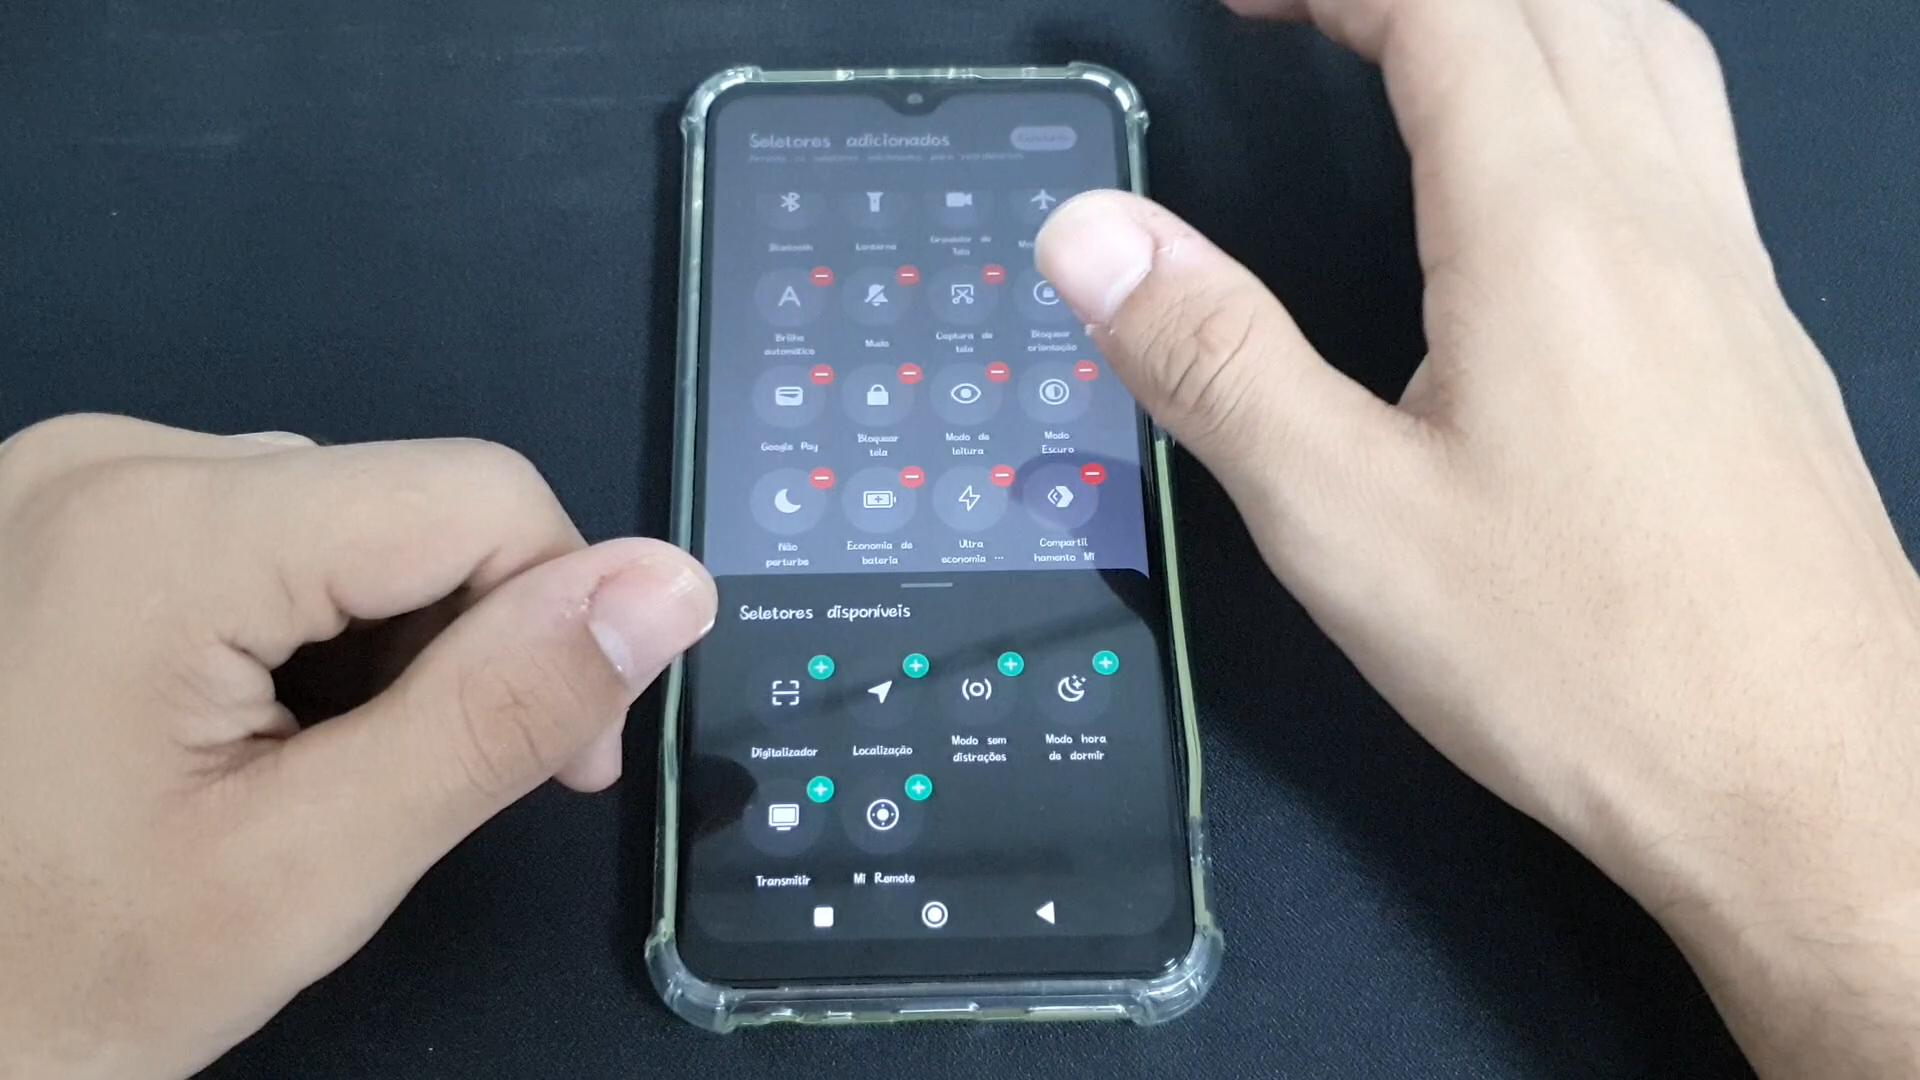 Seletores adicionados
Bluetooth
Lanterna
Gravador de
Tela
Brilho
automático
Mudo
Captura de
tela
Bloquear
orientação
Google Pay
Bloquear
tela
Modo de
leitura
Modo
Escuro
Não
perturbe
Economia de
bateria
Ultra
economia ...
Compartil
hamento Mi
Seletores disponíveis
Digitalizador
Localização
Modo sem
distrações
Modo hora
de dormir
Transmitir
Mi Remote